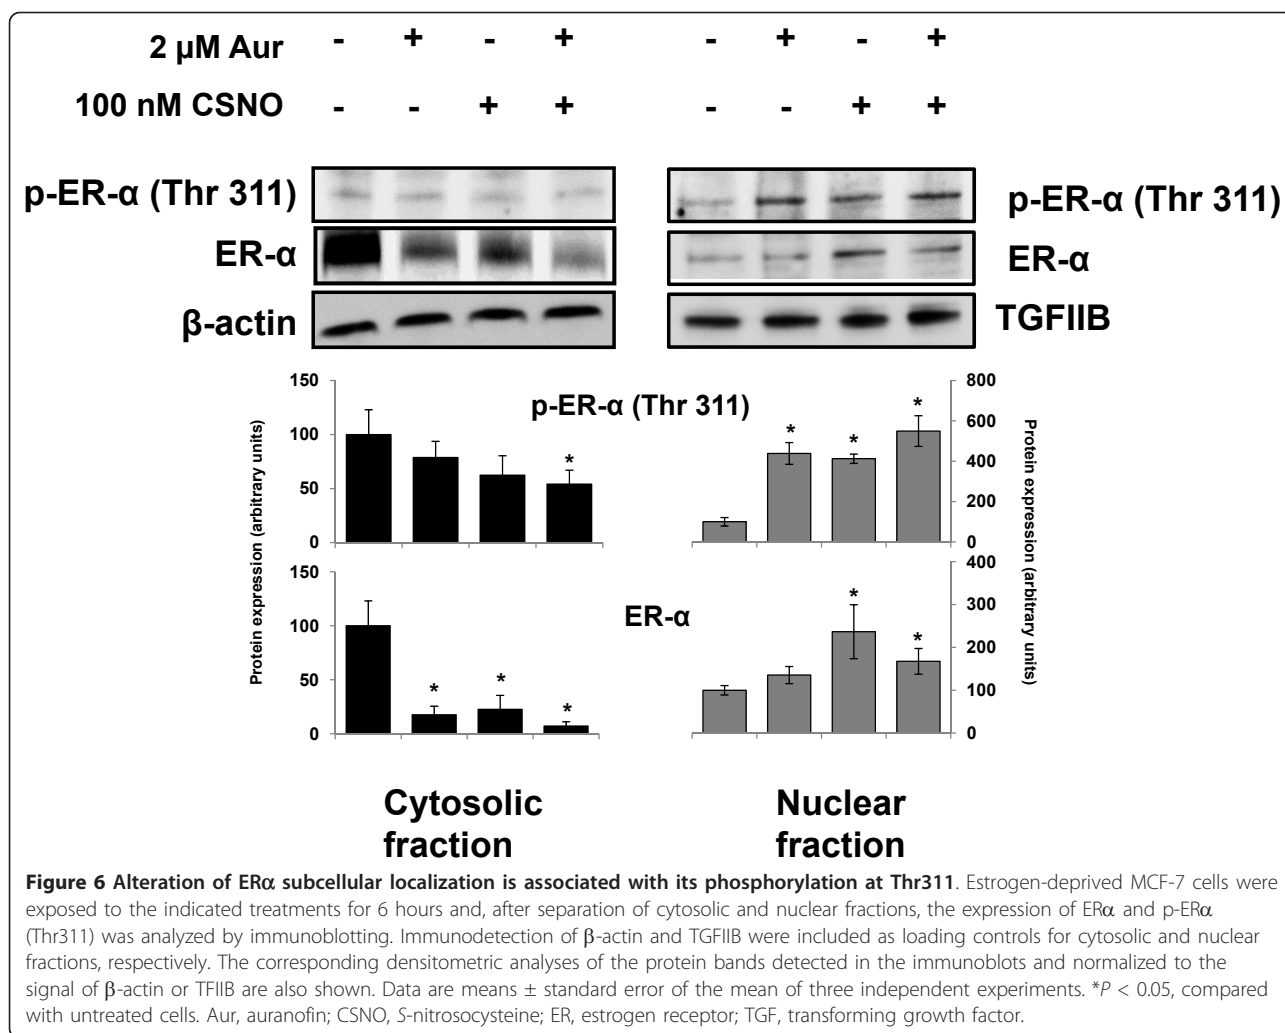 2 µM Aur - + - + - + - +
100 nM CSNO - - + + - - + +
p-ER-α (Thr 311) p-ER-α (Thr 311)
ER-α ER-α
β-actin TGFIIB
150 800
p-ER-α (Thr 311)
100 600
50 400
0 200
0
* * * *
Protein expression (arbitrary units)
Protein expression (arbitrary units)
150 400
ER-α
100 300
50 200
0 100
0
* * * * *
Cytosolic Nuclear
fraction fraction
Figure 6 Alteration of ERα subcellular localization is associated with its phosphorylation at Thr311. Estrogen-deprived MCF-7 cells were
exposed to the indicated treatments for 6 hours and, after separation of cytosolic and nuclear fractions, the expression of ERα and p-ERα
(Thr311) was analyzed by immunoblotting. Immunodetection of β-actin and TGFIIB were included as loading controls for cytosolic and nuclear
fractions, respectively. The corresponding densitometric analyses of the protein bands detected in the immunoblots and normalized to the
signal of β-actin or TFIIB are also shown. Data are means ± standard error of the mean of three independent experiments. *P < 0.05, compared
with untreated cells. Aur, auranofin; CSNO, S-nitrosocysteine; ER, estrogen receptor; TGF, transforming growth factor.